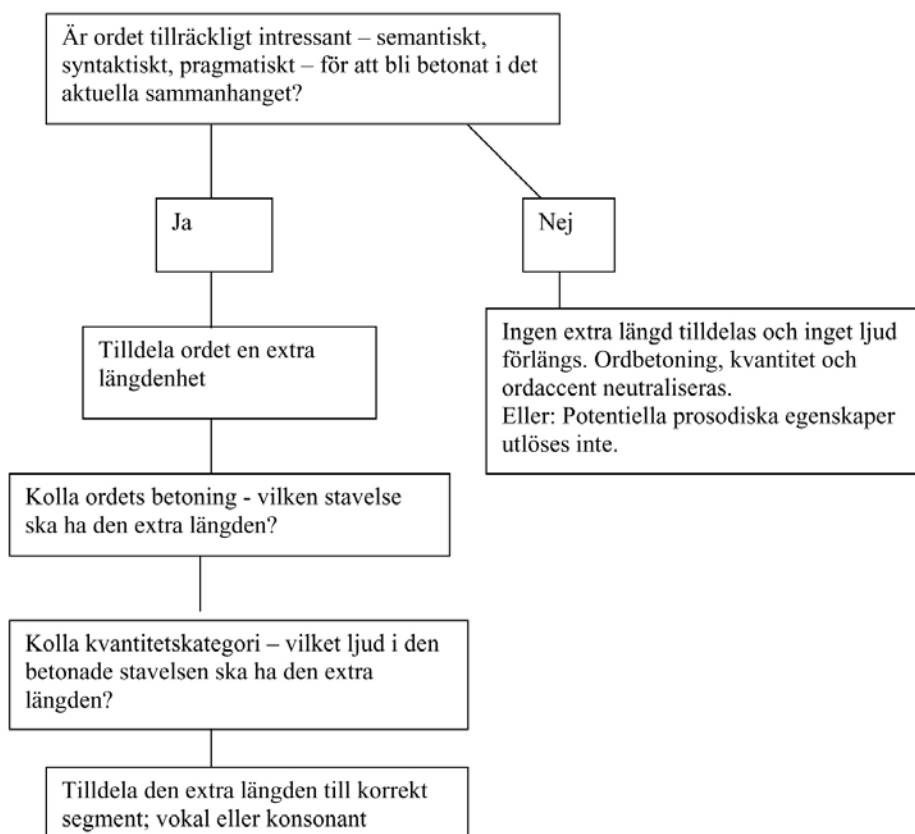 Är ordet tillräckligt intressant – semantiskt,
syntaktiskt, pragmatiskt – för att bli betonat i det
aktuella sammanhanget?
Ja
Nej
Tilldela ordet en extra
längdenhet
Ingen extra längd tilldelas och inget ljud
förlängs. Ordbetoning, kvantitet och
ordaccent neutraliseras.
Eller: Potentiella prosodiska egenskaper
utlöses inte.
Kolla ordets betoning - vilken stavelse
ska ha den extra längden?
Kolla kvantitetskategori – vilket ljud i den
betonade stavelsen ska ha den extra
längden?
Tilldela den extra längden till korrekt
segment; vokal eller konsonant